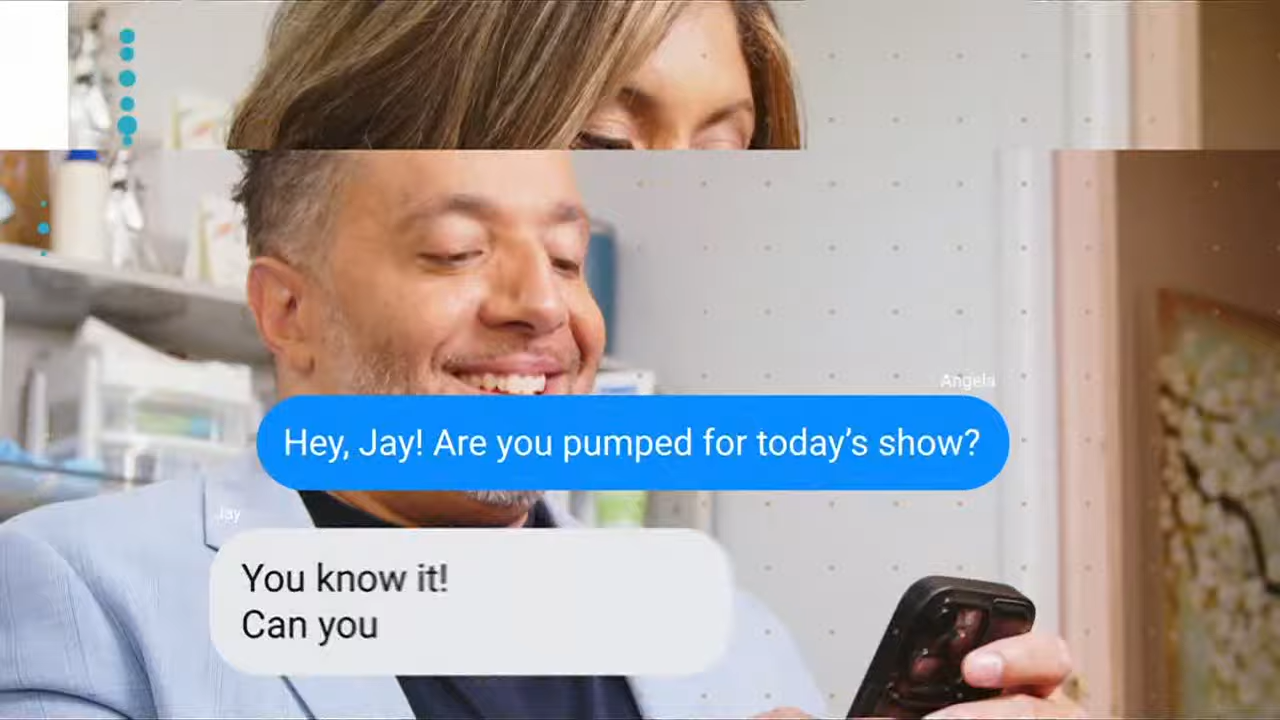 Angela
Hey, Jay! Are you pumped for today’s show?
Jay
You know it!
Can you